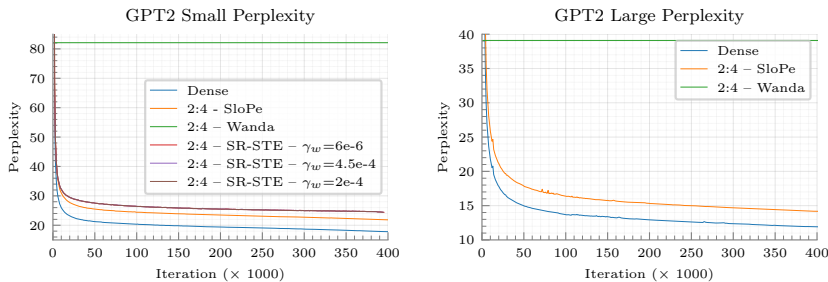 GPT2 Small Perplexity
80
70
60
50
40
30
20
Perplexity
Dense
2:4 - SloPe
2:4 – Wanda
2:4 – SR-STE – γw=6e-6
2:4 – SR-STE – γw=4.5e-4
2:4 – SR-STE – γw=2e-4
0 50 100 150 200 250 300 350 400
Iteration (× 1000)
GPT2 Large Perplexity
40
35
30
25
20
15
10
Perplexity
Dense
2:4 – SloPe
2:4 – Wanda
0 50 100 150 200 250 300 350 400
Iteration (× 1000)